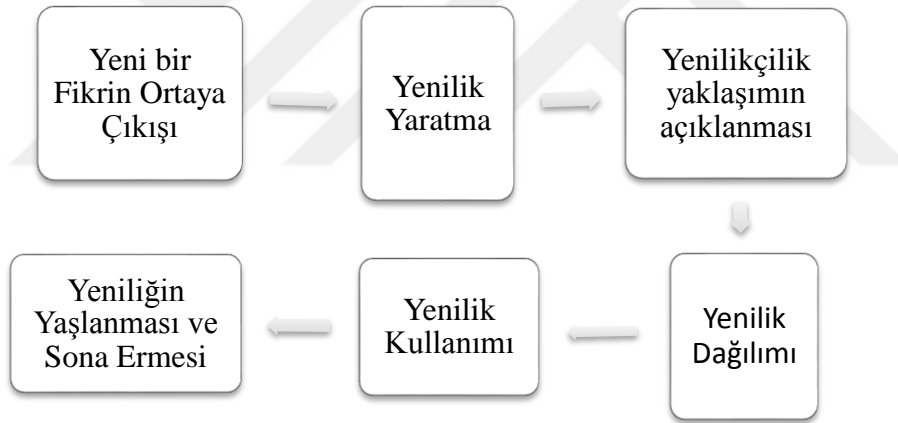 Yeni bir
Fikrin Ortaya
Çıkışı
Yenilik
Yaratma
Yenilikçilik
yaklaşımın
açıklanması
Yenilik
Dağılımı
Yenilik
Kullanımı
Yeniliğin
Yaşlanması ve
Sona Ermesi